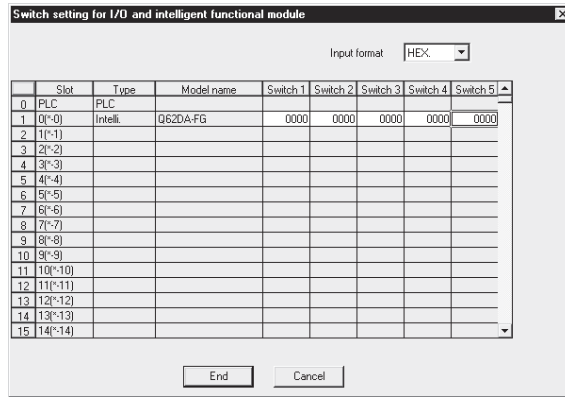 Switch setting for I/O and intelligent functional module
Input format HEX.
Slot Type Model name Switch 1 Switch 2 Switch 3 Switch 4 Switch 5
0 PLC PLC
1 0(*-0) Intelli. Q62DA-FG 0000 0000 0000 0000 0000
2 1(*-1)
3 2(*-2)
4 3(*-3)
5 4(*-4)
6 5(*-5)
7 6(*-6)
8 7(*-7)
9 8(*-8)
10 9(*-9)
11 10(*-10)
12 11(*-11)
13 12(*-12)
14 13(*-13)
15 14(*-14)
End Cancel